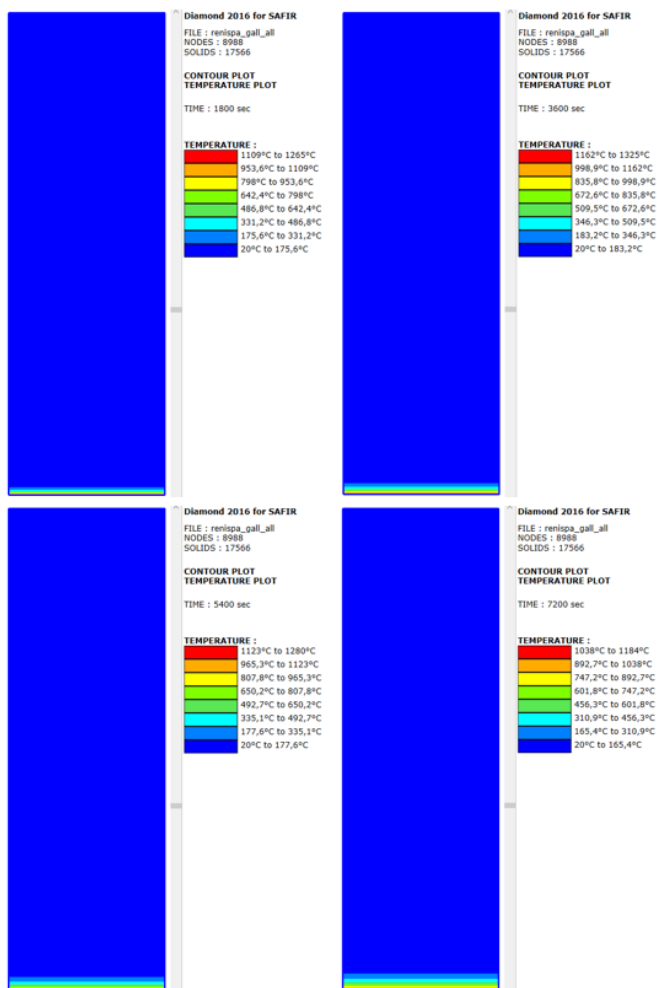 Diamond 2016 for SAFIR
FILE : renispa_gall_all
NODES : 8988
SOLIDS : 17566
CONTOUR PLOT
TEMPERATURE PLOT
TIME : 1800 sec
TEMPERATURE :
1109°C to 1265°C
953,6°C to 1109°C
798°C to 953,6°C
642,4°C to 798°C
486,8°C to 642,4°C
331,2°C to 486,8°C
175,6°C to 331,2°C
20°C to 175,6°C
Diamond 2016 for SAFIR
FILE : renispa_gall_all
NODES : 8988
SOLIDS : 17566
CONTOUR PLOT
TEMPERATURE PLOT
TIME : 3600 sec
TEMPERATURE :
1162°C to 1325°C
998,9°C to 1162°C
835,8°C to 998,9°C
672,6°C to 835,8°C
509,5°C to 672,6°C
346,3°C to 509,5°C
183,2°C to 346,3°C
20°C to 183,2°C
Diamond 2016 for SAFIR
FILE : renispa_gall_all
NODES : 8988
SOLIDS : 17566
CONTOUR PLOT
TEMPERATURE PLOT
TIME : 5400 sec
TEMPERATURE :
1123°C to 1280°C
965,3°C to 1123°C
807,8°C to 965,3°C
650,2°C to 807,8°C
492,7°C to 650,2°C
335,1°C to 492,7°C
177,6°C to 335,1°C
20°C to 177,6°C
Diamond 2016 for SAFIR
FILE : renispa_gall_all
NODES : 8988
SOLIDS : 17566
CONTOUR PLOT
TEMPERATURE PLOT
TIME : 7200 sec
TEMPERATURE :
1038°C to 1184°C
892,7°C to 1038°C
747,2°C to 892,7°C
601,8°C to 747,2°C
456,3°C to 601,8°C
310,9°C to 456,3°C
165,4°C to 310,9°C
20°C to 165,4°C